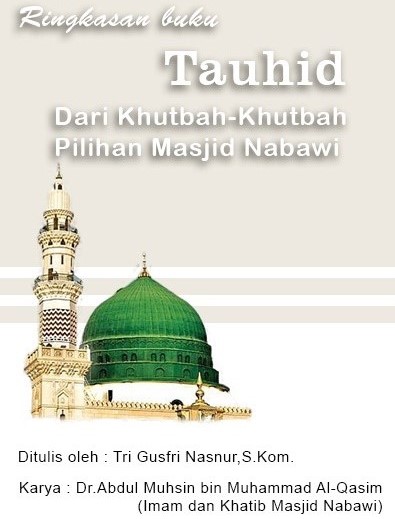 Ringkasan buku
Tauhid
Dari Khutbah-Khutbah
Pilihan Masjid Nabawi
Ditulis oleh : Tri Gusfri Nasnur,S.Kom.
Karya : Dr.Abdul Muhsin bin Muhammad Al-Qasim
(Imam dan Khatib Masjid Nabawi)